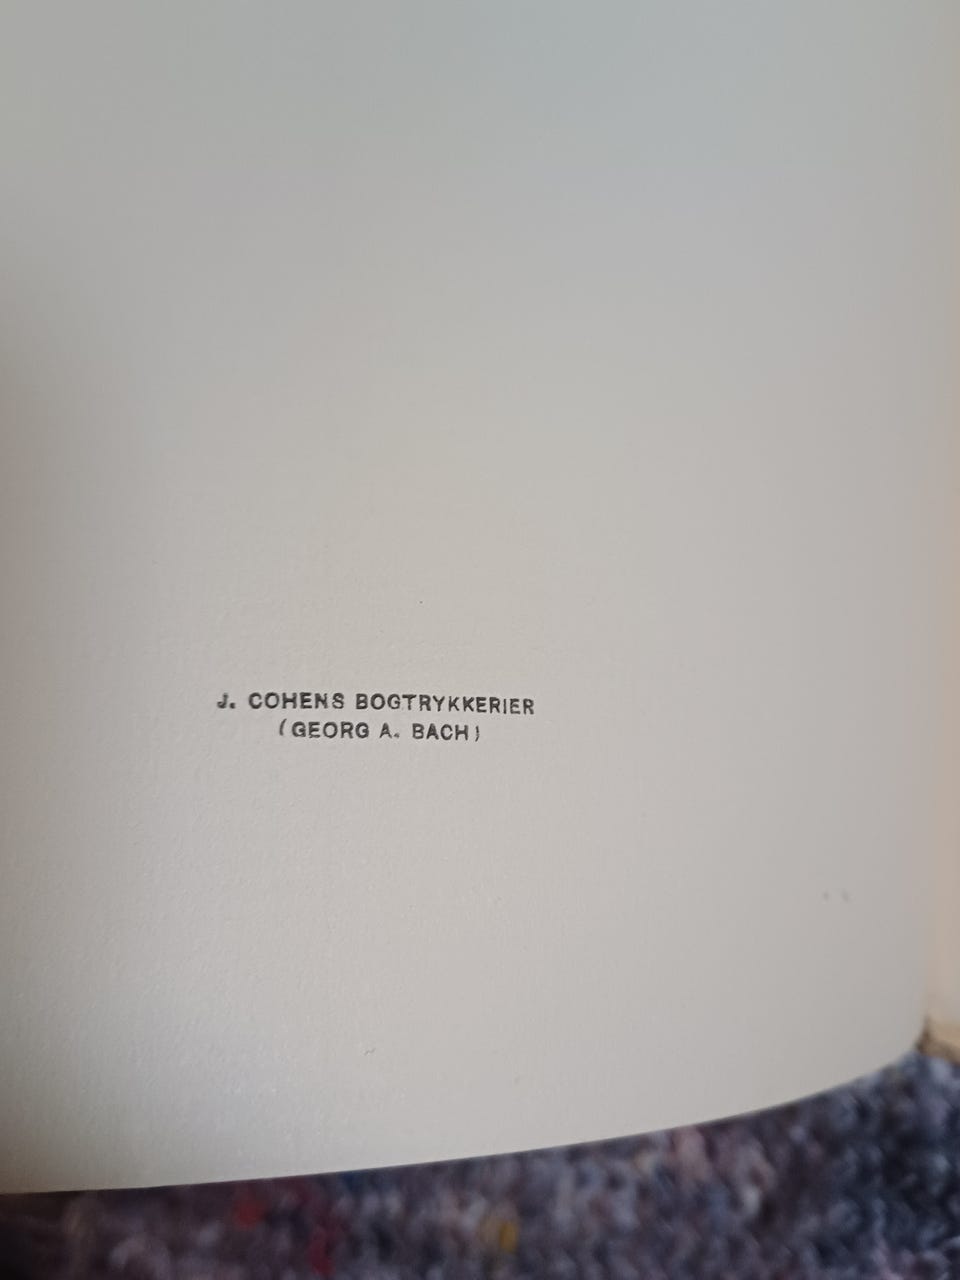 J. COHENS BOGTRYKKERIER
(GEORG A. BACH)